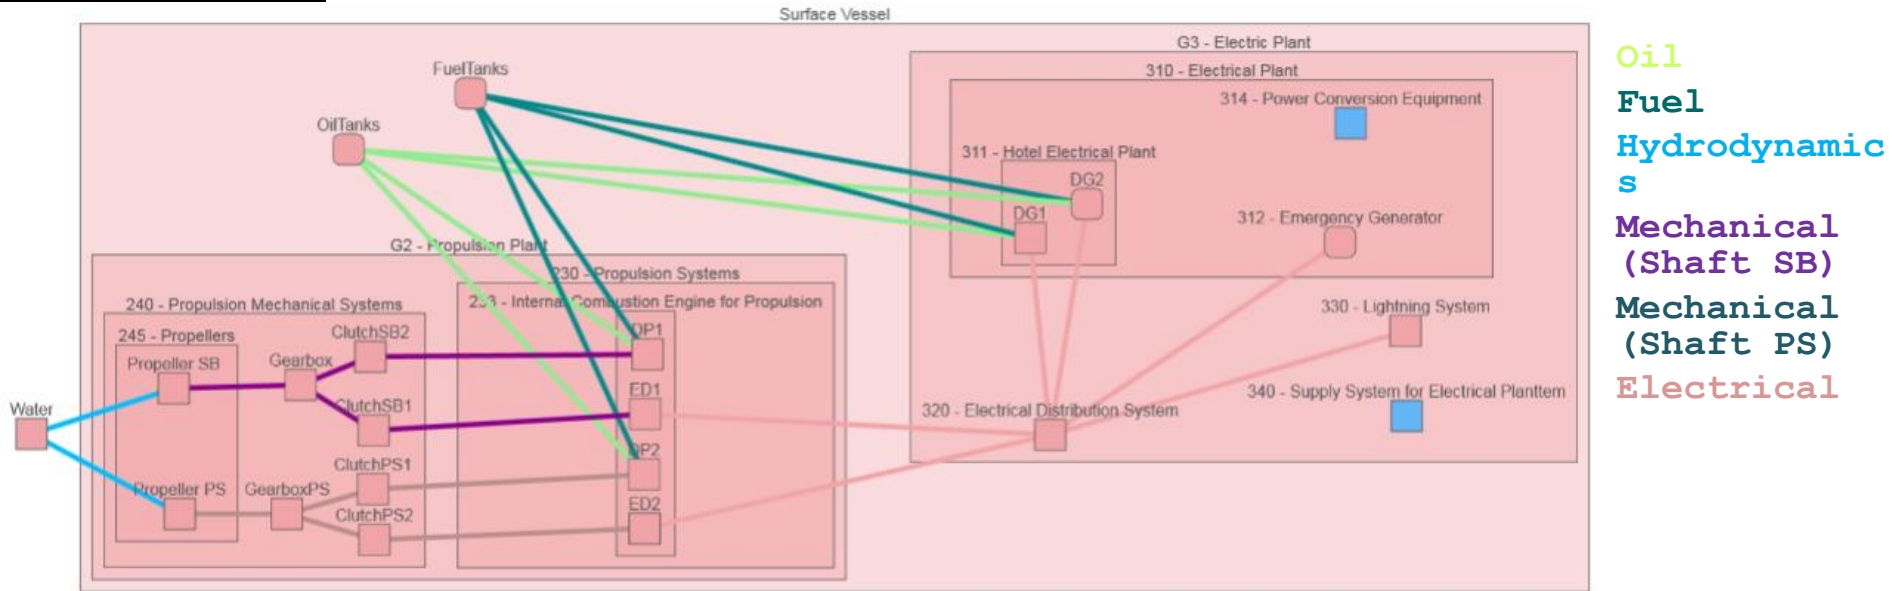 Surface Vessel
G3 - Electric Plant
310 - Electrical Plant
FuelTanks
314 - Power Conversion Equipment
OilTanks
311 - Hotel Electrical Plant
DG2
DG1
312 - Emergency Generator
G2 - Propulsion Plant
230 - Propulsion Systems
240 - Propulsion Mechanical Systems
233 - Internal Combustion Engine for Propulsion
330 - Lightning System
245 - Propellers
ClutchSB2
DP1
Propeller SB
Gearbox
ED1
340 - Supply System for Electrical Planttem
Water
ClutchSB1
320 - Electrical Distribution System
DP2
ClutchPS1
Propeller PS
GearboxPS
ED2
ClutchPS2
Oil
Fuel
Hydrodynamic
s
Mechanical
(Shaft SB)
Mechanical
(Shaft PS)
Electrical